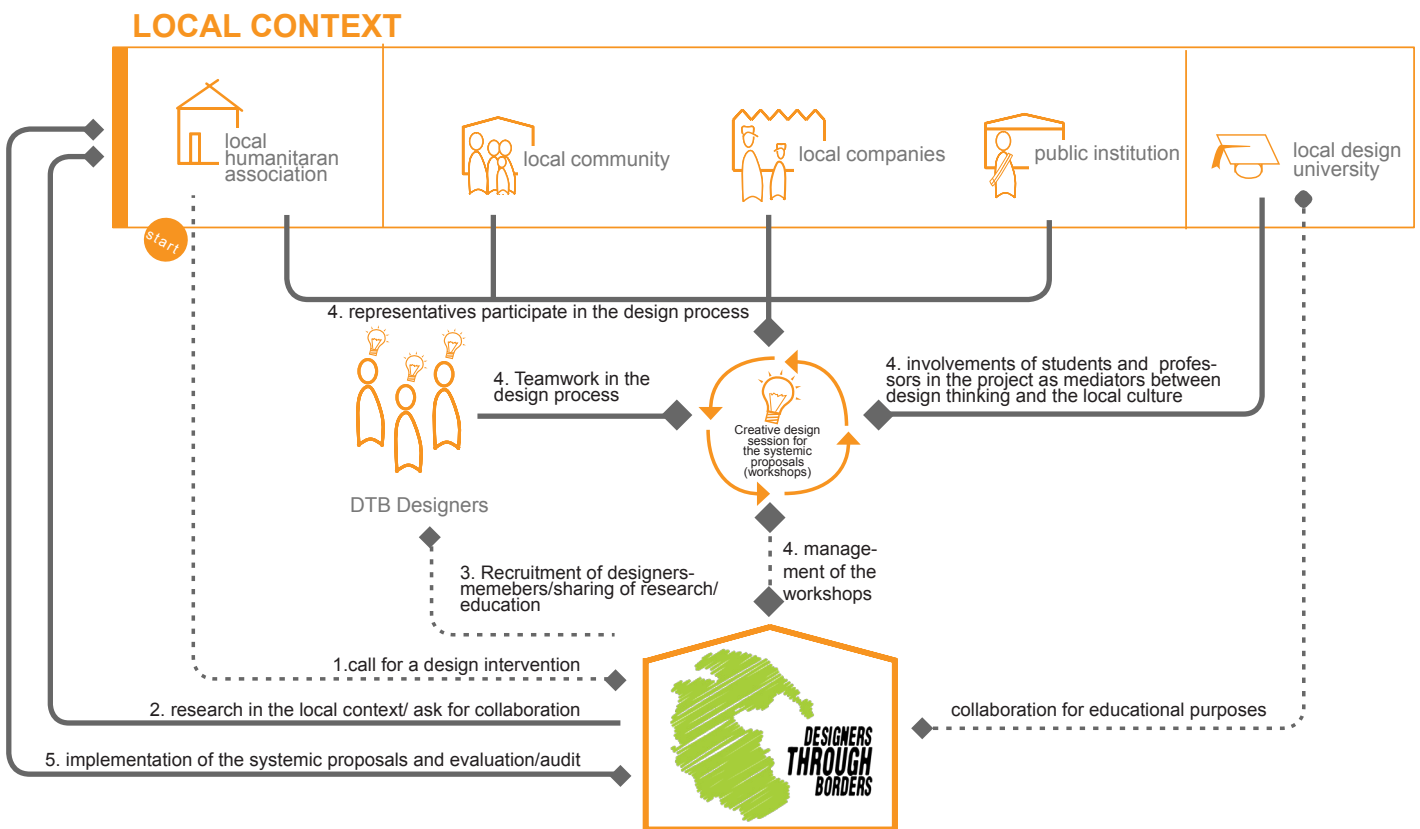 LOCAL CONTEXT
local
humanitaran
association
local community
local companies
public institution
local design
university
start
4. representatives participate in the design process
4. Teamwork in the
design process
4. involvements of students and  profes-
sors in the project as mediators between
design thinking and the local culture
Creative design
session for
the systemic
proposals
(workshops)
DTB Designers
4. manage-
ment of the
workshops
3. Recruitment of designers-
memebers/sharing of research/
education
1.call for a design intervention
2. research in the local context/ ask for collaboration
collaboration for educational purposes
5. implementation of the systemic proposals and evaluation/audit
DESIGNERS
THROUGH
BORDERS